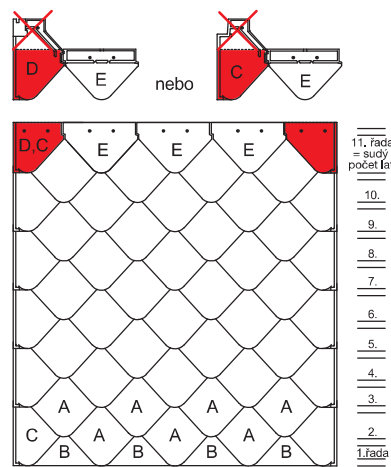 D
E
nebo
C
E
D,C
E
E
E
11. řada
= sudý
počet lat
10.
9.
8.
7.
6.
5.
4.
3.
A
A
A
A
C
A
A
A
2.
B
B
B
B
1.řada